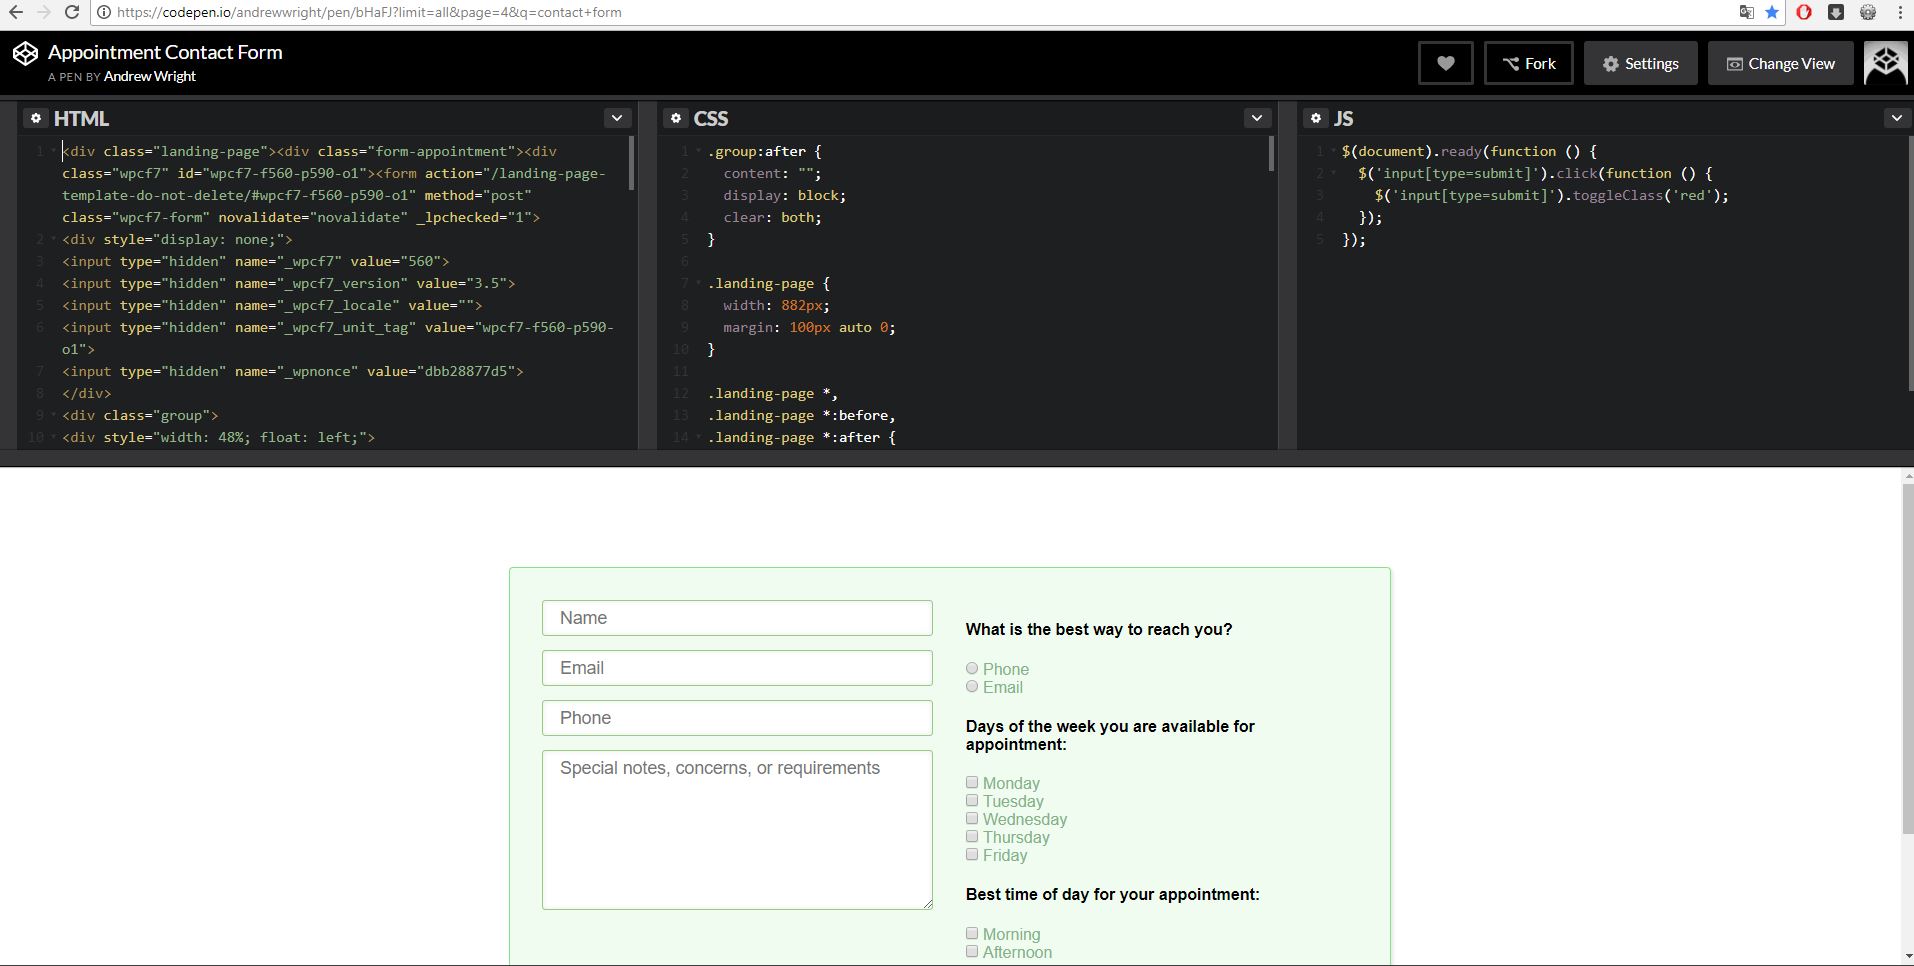 https://codepen.io/andrewwright/pen/bHaFJ?limit=all&page=4&q=contact+form
Appointment Contact Form
A PEN BY Andrew Wright
Fork
Settings
Change View
HTML
1 <div class="landing-page"><div class="form-appointment"><div
class="wpcf7" id="wpcf7-f560-p590-o1"><form action="/landing-page-
template-do-not-delete/#wpcf7-f560-p590-o1" method="post"
class="wpcf7-form" novalidate="novalidate" _lpchecked="1">
2 <div style="display: none;">
3 <input type="hidden" name="_wpcf7" value="560">
4 <input type="hidden" name="_wpcf7_version" value="3.5">
5 <input type="hidden" name="_wpcf7_locale" value="">
6 <input type="hidden" name="_wpcf7_unit_tag" value="wpcf7-f560-p590-
o1">
7 <input type="hidden" name="_wpnonce" value="dbb28877d5">
8 </div>
9 <div class="group">
10 <div style="width: 48%; float: left;">
CSS
1 .group:after {
2 content: "";
3 display: block;
4 clear: both;
5 }
6
7 .landing-page {
8 width: 882px;
9 margin: 100px auto 0;
10 }
11
12 .landing-page *,
13 .landing-page *:before,
14 .landing-page *:after {
JS
1 $(document).ready(function () {
2 $('input[type=submit]').click(function () {
3 $('input[type=submit]').toggleClass('red');
4 });
5 });
Name
Email
Phone
Special notes, concerns, or requirements
What is the best way to reach you?
Phone
Email
Days of the week you are available for
appointment:
Monday
Tuesday
Wednesday
Thursday
Friday
Best time of day for your appointment:
Morning
Afternoon